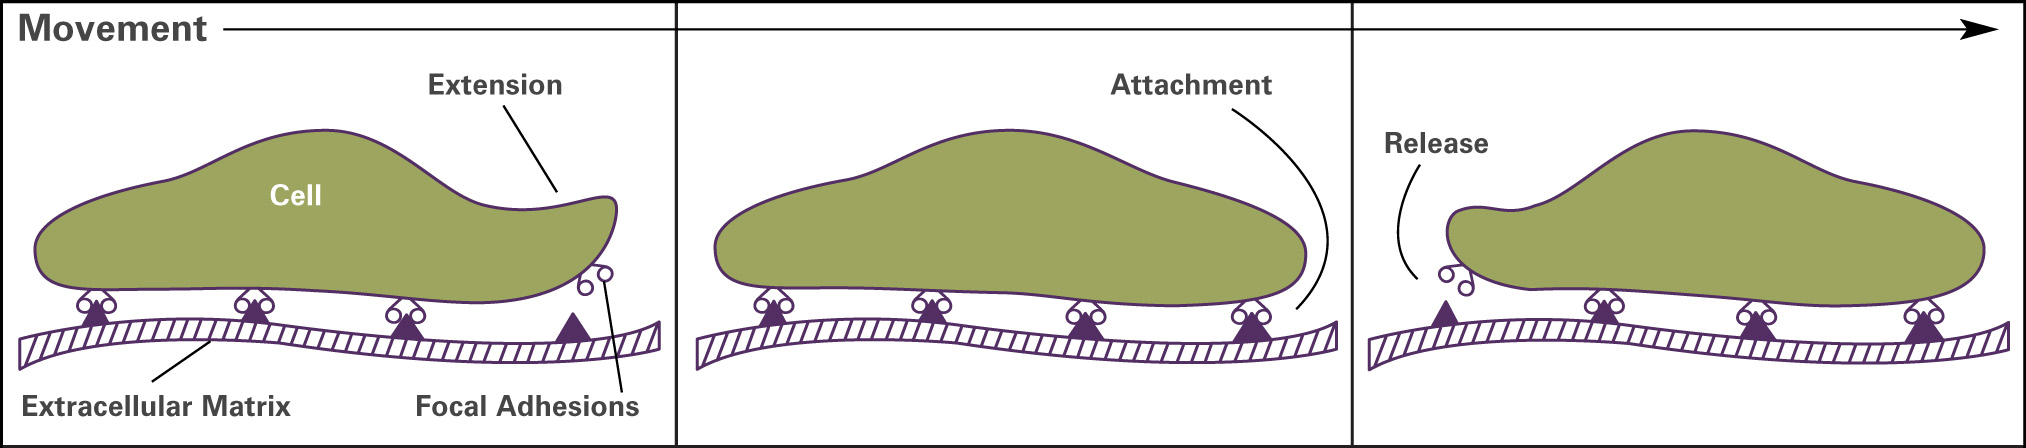 Movement
Extension
Cell
Extracellular Matrix
Focal Adhesions
Attachment
Release